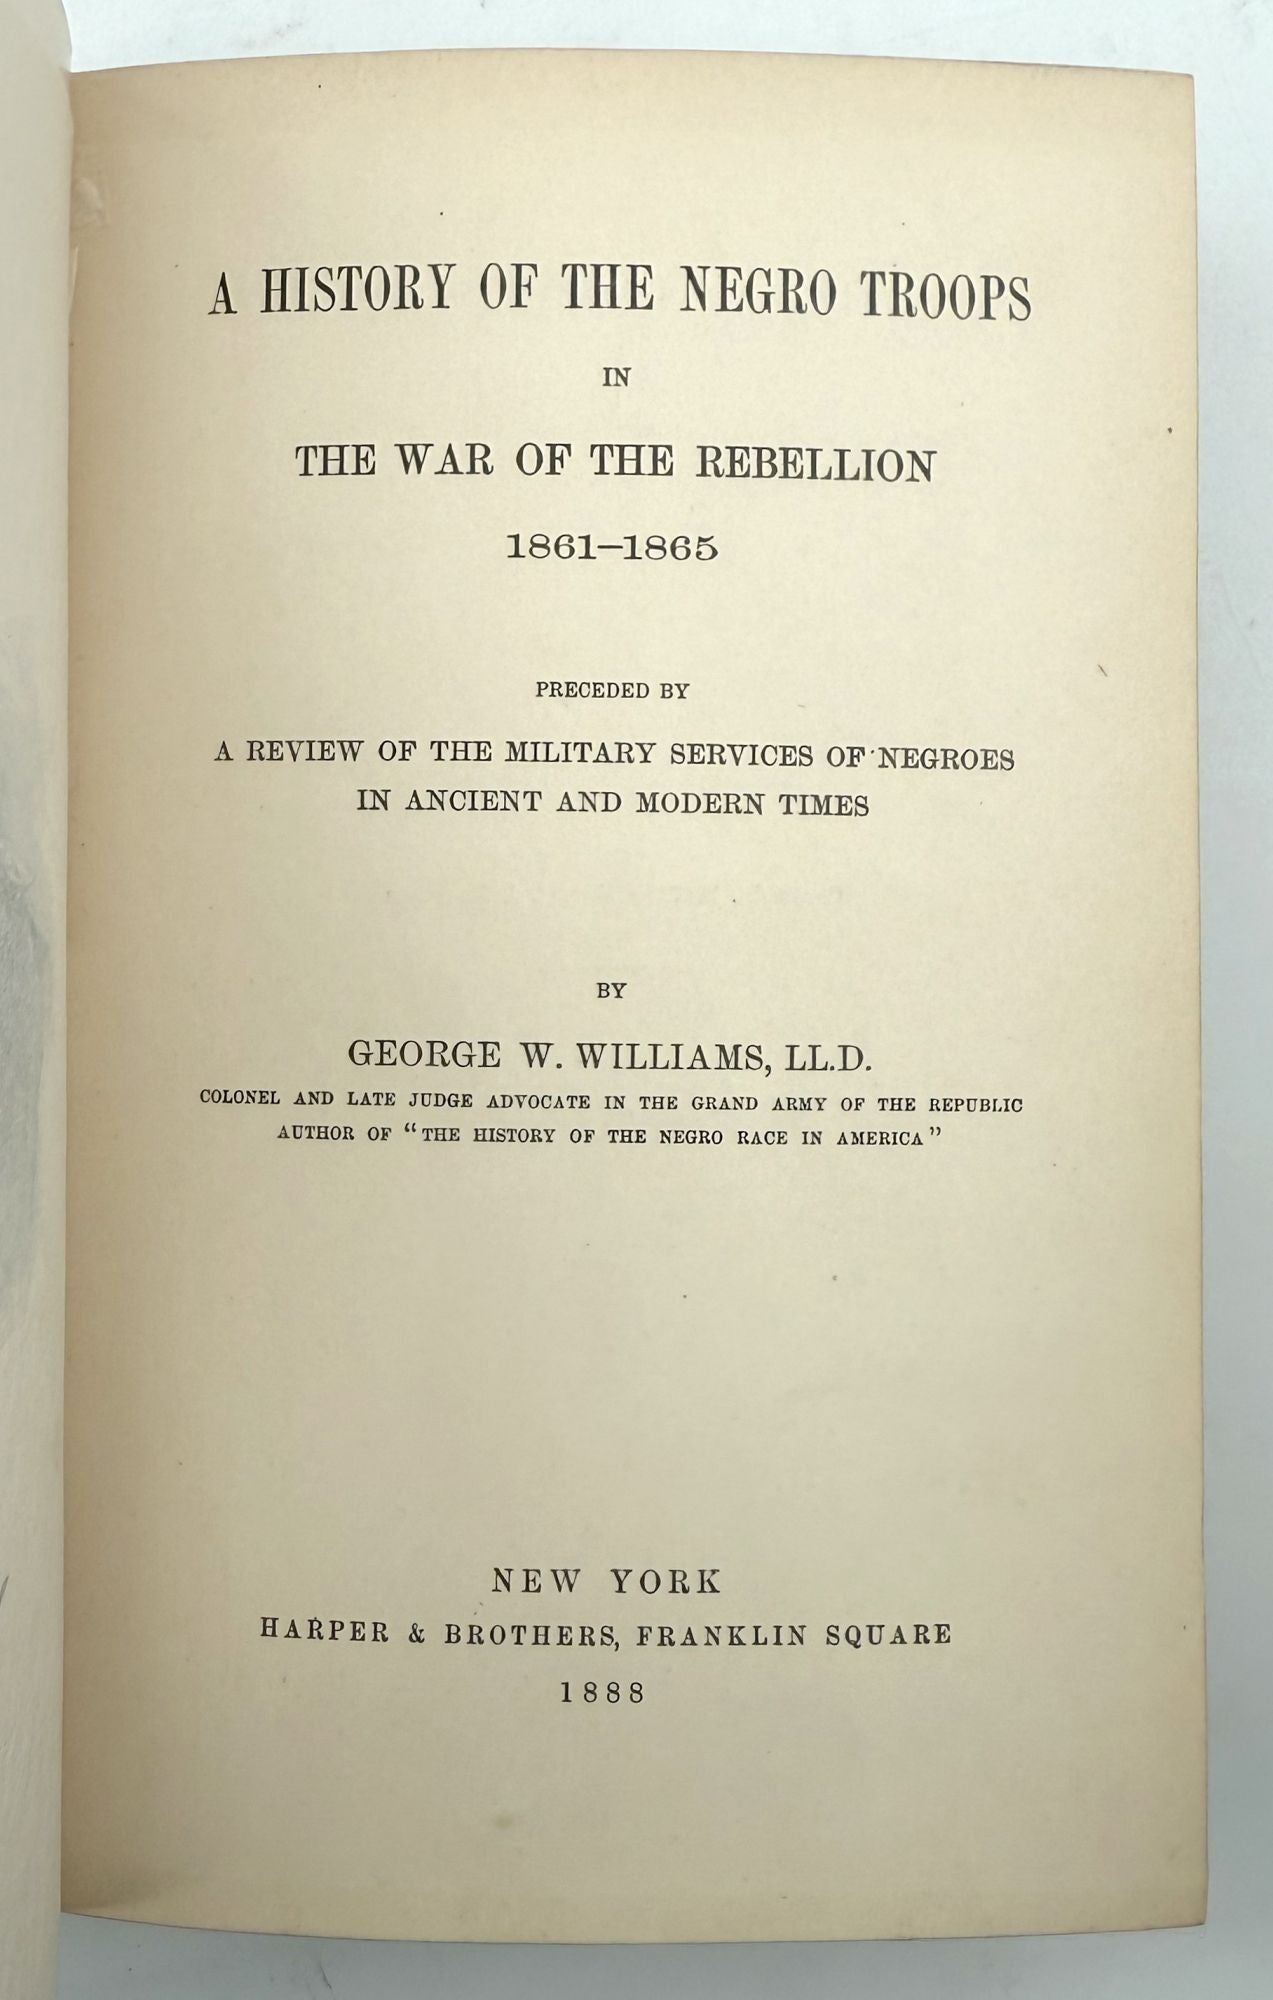 A HISTORY OF THE NEGRO TROOPS
IN
THE WAR OF THE REBELLION
1861–1865
PRECEDED BY
A REVIEW OF THE MILITARY SERVICES OF NEGROES
IN ANCIENT AND MODERN TIMES
BY
GEORGE W. WILLIAMS, LL.D.
COLONEL AND LATE JUDGE ADVOCATE IN THE GRAND ARMY OF THE REPUBLIC
AUTHOR OF “THE HISTORY OF THE NEGRO RACE IN AMERICA”
NEW YORK
HARPER & BROTHERS, FRANKLIN SQUARE
1888